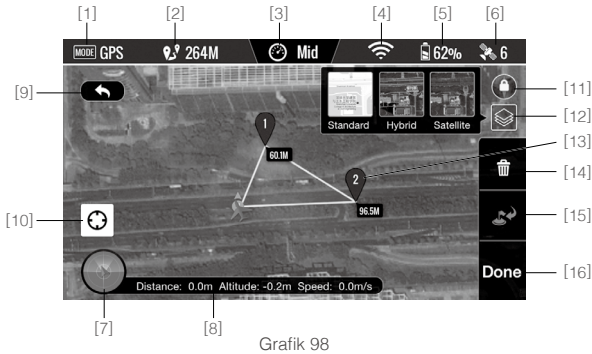 [1] [2] [3] [4] [5] [6]
MODE GPS 264M Mid 62% 6
[9] [11]
Standard Hybrid Satellite
[12]
1
[13]
60.1M
2
[14]
96.5M
[10] [15]
Done [16]
Distance: 0.0m Altitude: -0.2m Speed: 0.0m/s
[7] [8]
Grafik 98